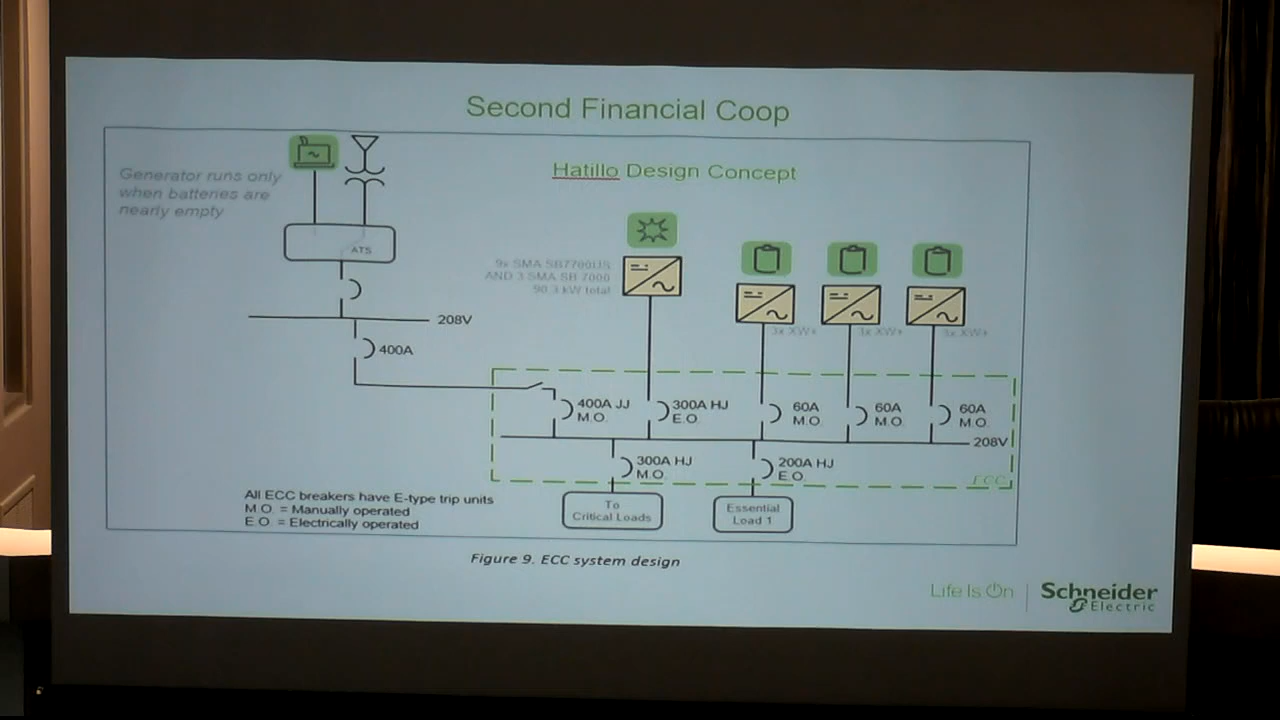 Second Financial Coop
Hatillo Design Concept
Generator runs only
when batteries are
nearly empty
ATS
9x SMA SB7700US
AND 3 SMA SB 7000
90.3 kW total
3x XW+
3x XW+
3x XW+
208V
400A
400A JJ
M.O.
300A HJ
E.O.
60A
M.O.
60A
M.O.
60A
M.O.
208V
300A HJ
M.O.
200A HJ
E.O.
ECC
To
Critical Loads
Essential
Load 1
All ECC breakers have E-type trip units
M.O. = Manually operated
E.O. = Electrically operated
Figure 9. ECC system design
Life Is On
Schneider
Electric